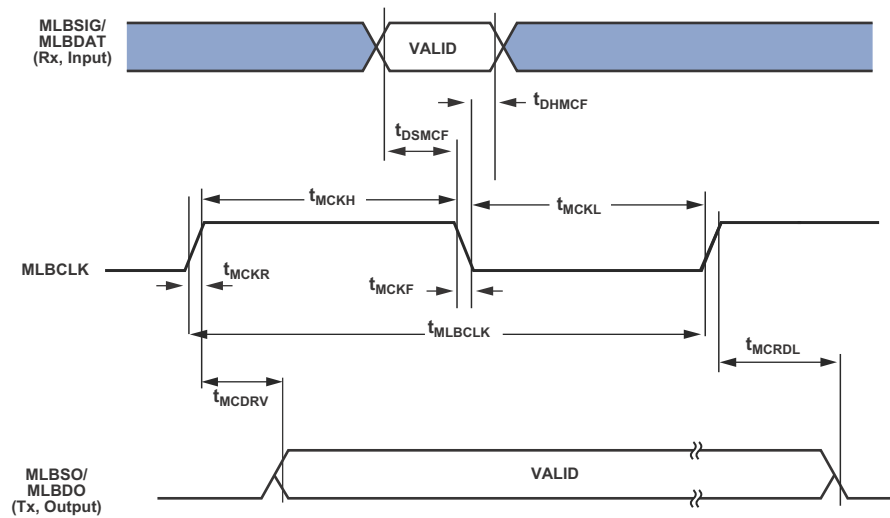 MLBSIG/
MLBDAT
(Rx, Input)
VALID
tDHMCF
tDSMCF
tMCKH
tMCKL
MLBCLK
tMCKR
tMCKF
tMLBCLK
tMCRDL
tMCDRV
MLBSO/
MLBDO
(Tx, Output)
VALID